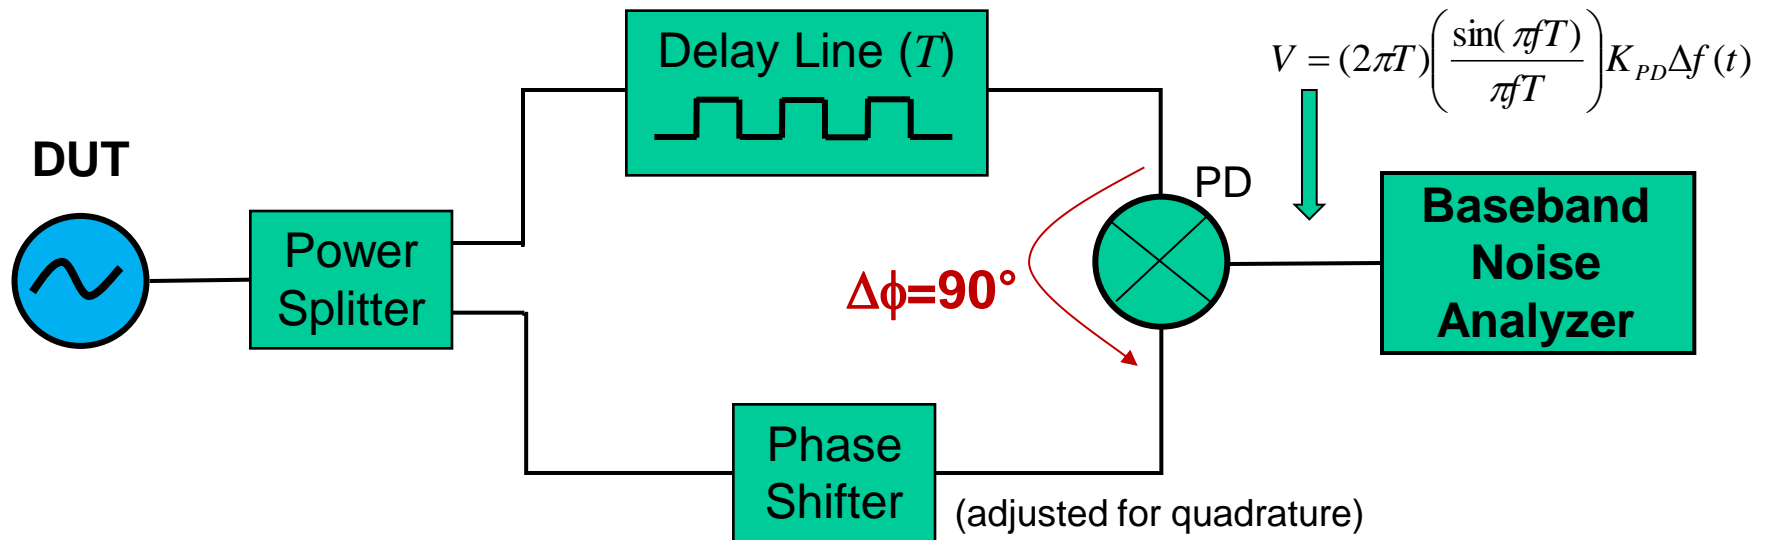 DUT
Power
Splitter
Delay Line (T)
Δϕ=90°
PD
V = (2πT)(sin(πfT)/πfT)K_PD Δf(t)
Baseband
Noise
Analyzer
Phase
Shifter
(adjusted for quadrature)